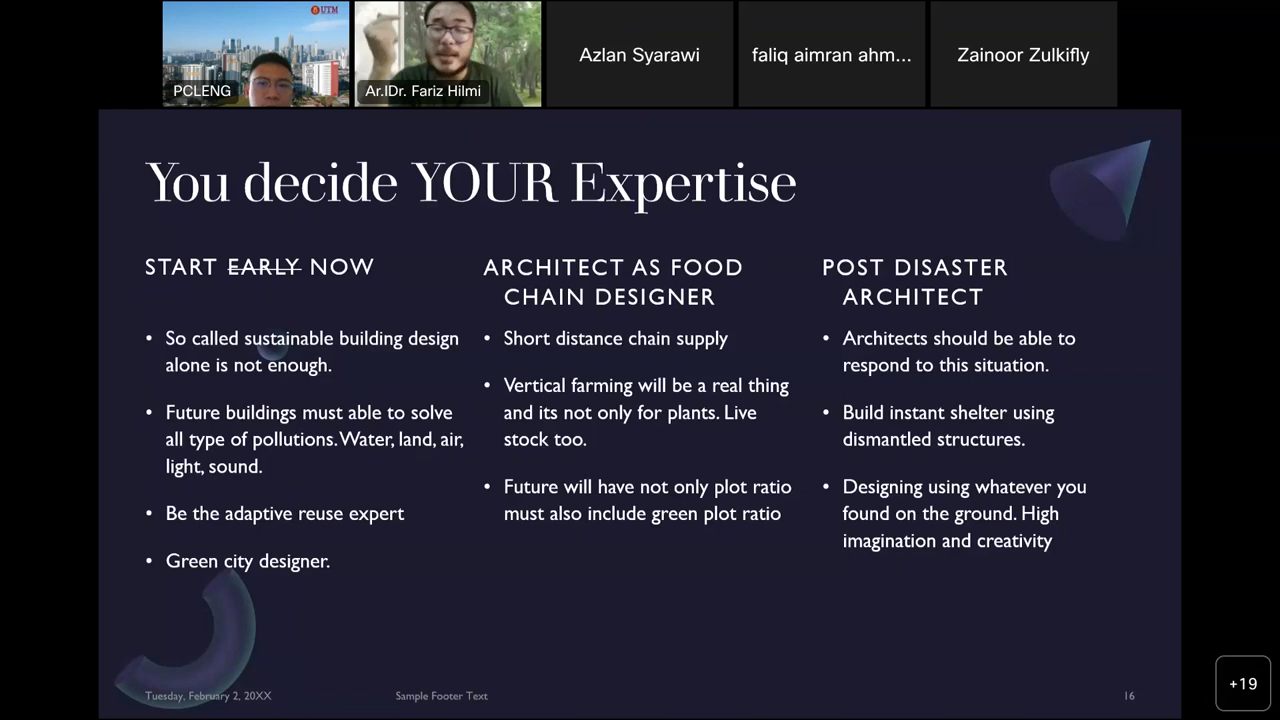 UTM
PCLENG
Ar.IDr. Fariz Hilmi
Azlan Syarawi
faliq aimran ahm...
Zainoor Zulkifly
You decide YOUR Expertise
START EARLY NOW
So called sustainable building design
alone is not enough.
Future buildings must able to solve
all type of pollutions. Water, land, air,
light, sound.
Be the adaptive reuse expert
Green city designer.
ARCHITECT AS FOOD
CHAIN DESIGNER
Short distance chain supply
Vertical farming will be a real thing
and its not only for plants. Live
stock too.
Future will have not only plot ratio
must also include green plot ratio
POST DISASTER
ARCHITECT
Architects should be able to
respond to this situation.
Build instant shelter using
dismantled structures.
Designing using whatever you
found on the ground. High
imagination and creativity
Tuesday, February 2, 20XX
Sample Footer Text
16
+19